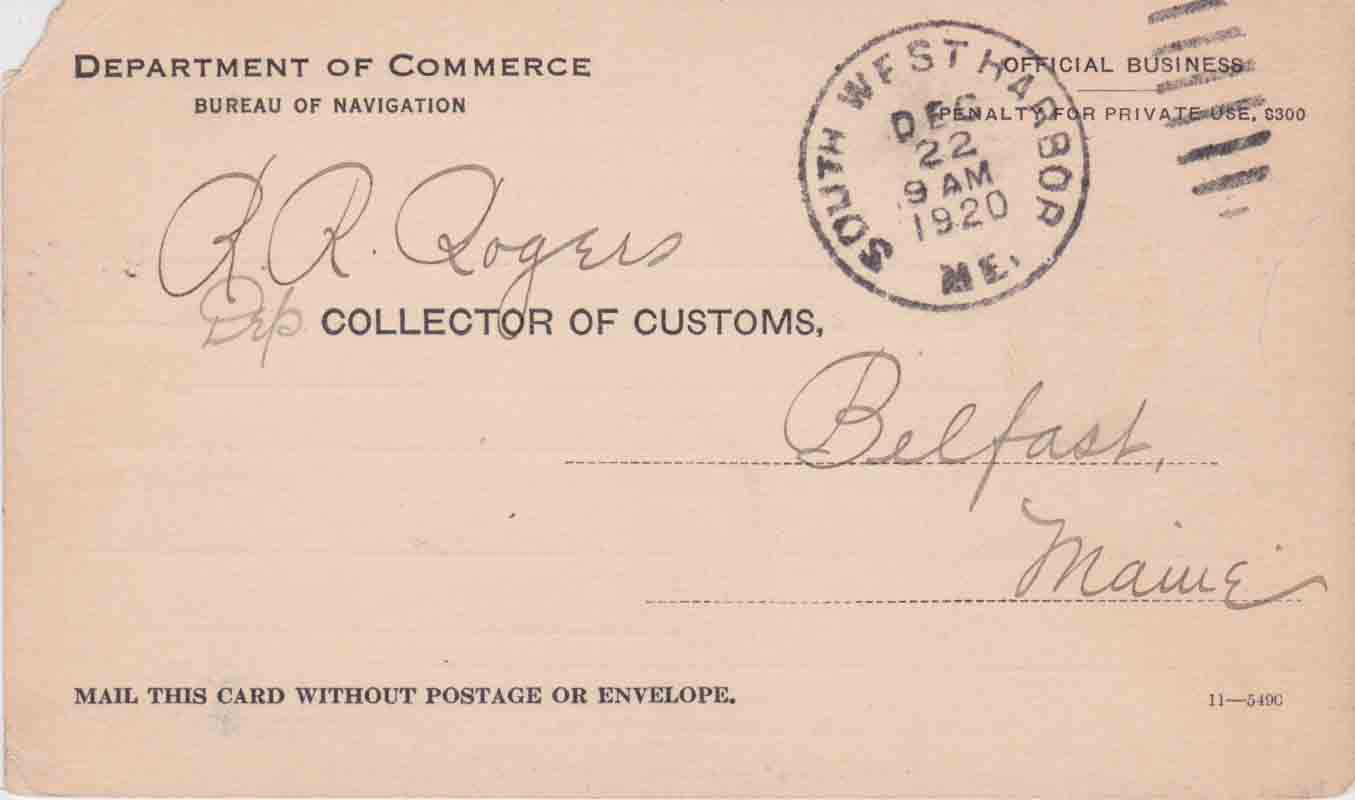 DEPARTMENT OF COMMERCE
BUREAU OF NAVIGATION
OFFICIAL BUSINESS
PENALTY FOR PRIVATE USE, $300
SOUTH WEST HARBOR
DEC
22
9 AM
1920
ME.
R. R. Rogers
Dep COLLECTOR OF CUSTOMS,
Belfast,
Maine
MAIL THIS CARD WITHOUT POSTAGE OR ENVELOPE.
11—549C